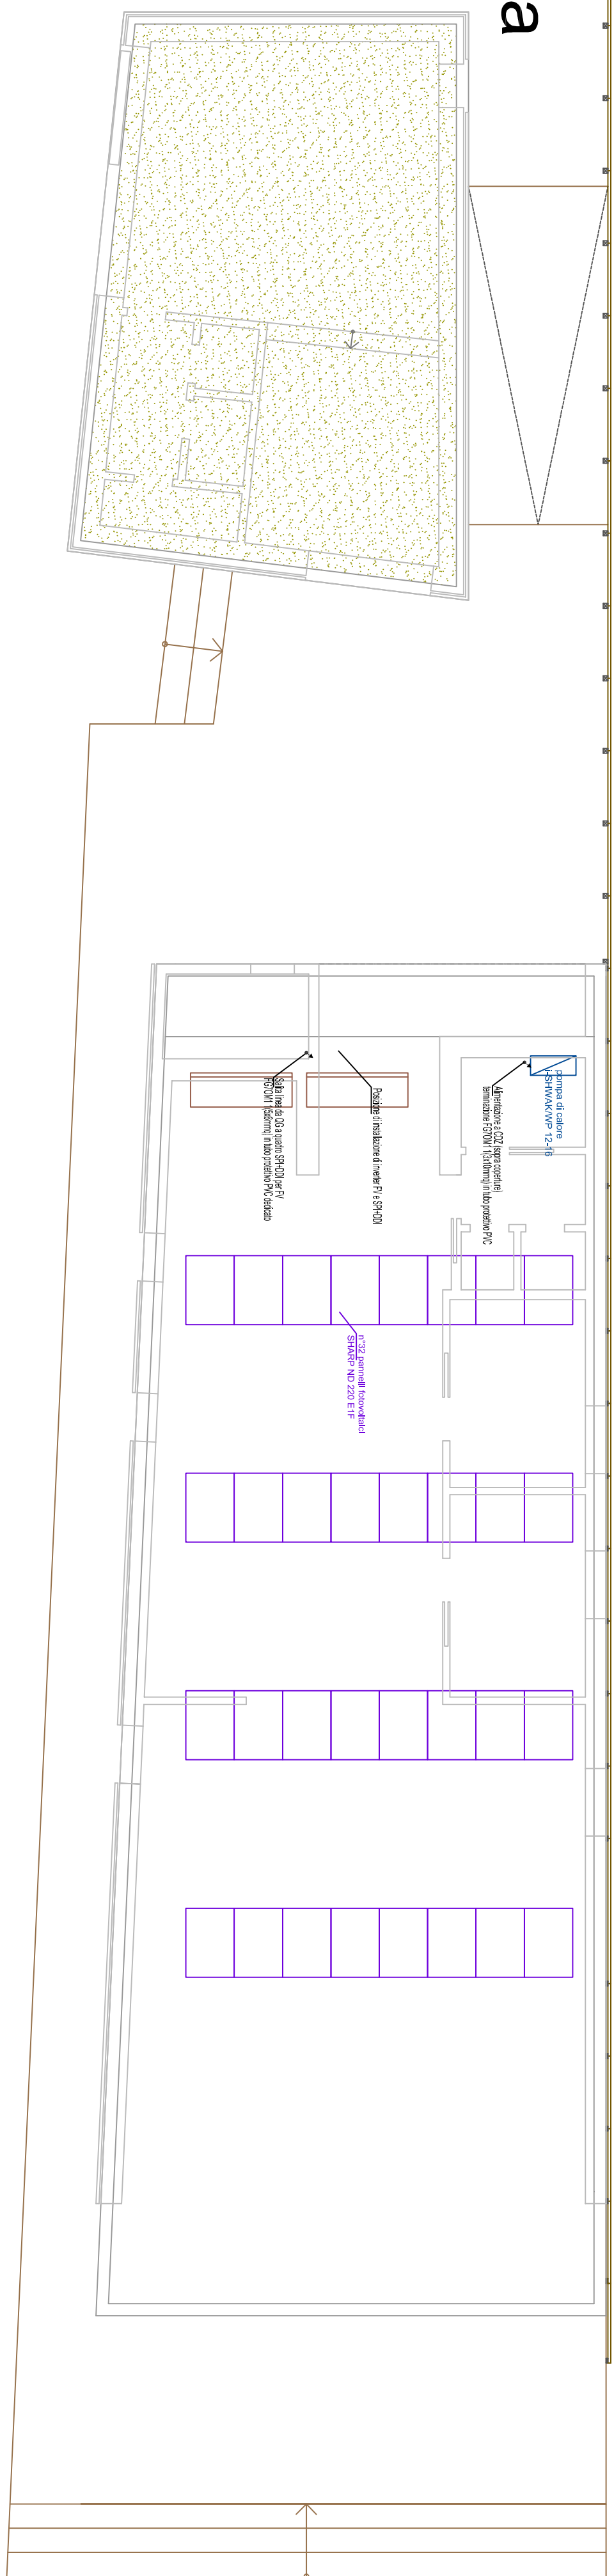 a
pompa di calore
HSHWAK/WP 12-16
Alimentazione a CDZ (sopra coperture)
terminazione FG7OM1 1(3x10mmq) in tubo protettivo PVC
Posizione di installazione di inverter FV e SPI+DDI
Salita linea da QG a quadro SPI+DDI per FV
FG7OM1 1(5x6mmq) in tubo protettivo PVC dedicato
n°32 pannelli fotovoltaici
SHARP ND 220 E1F